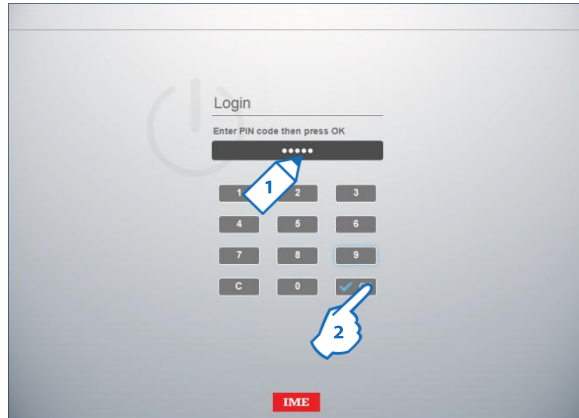 Login
Enter PIN code then press OK
•••••
1 2 3
1
4 5 6
7 8 9
C 0
2
IME